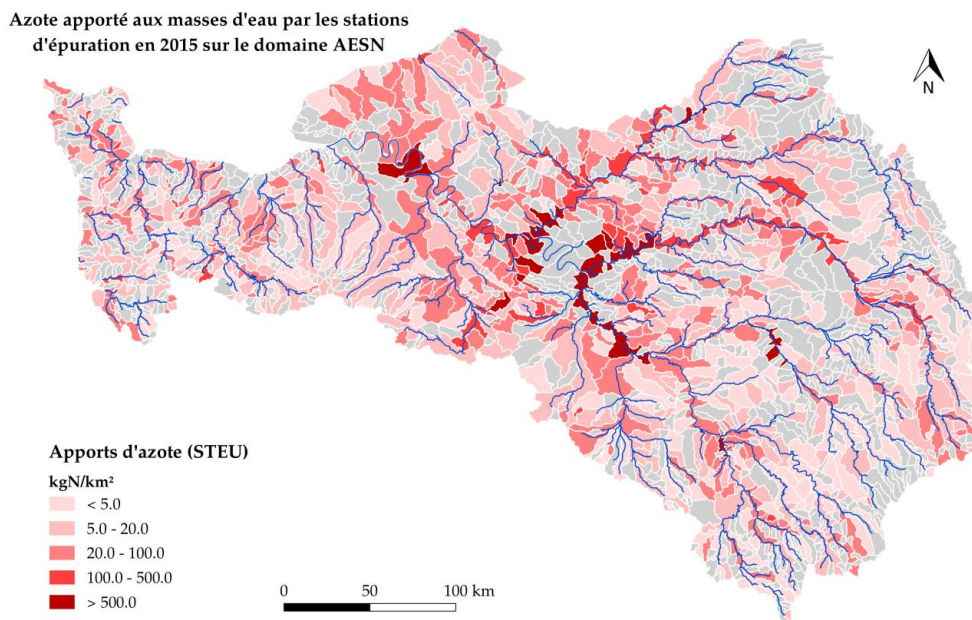 Azote apporté aux masses d'eau par les stations
d'épuration en 2015 sur le domaine AESN
N
Apports d'azote (STEU)
kgN/km²
< 5.0
5.0 - 20.0
20.0 - 100.0
100.0 - 500.0
> 500.0
0 50 100 km